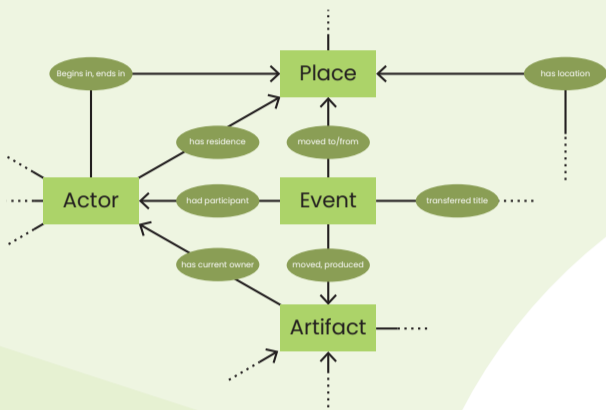 Begins in, ends in
Place
has location
has residence
moved to/from
Actor
had participant
Event
transferred title
has current owner
moved, produced
Artifact